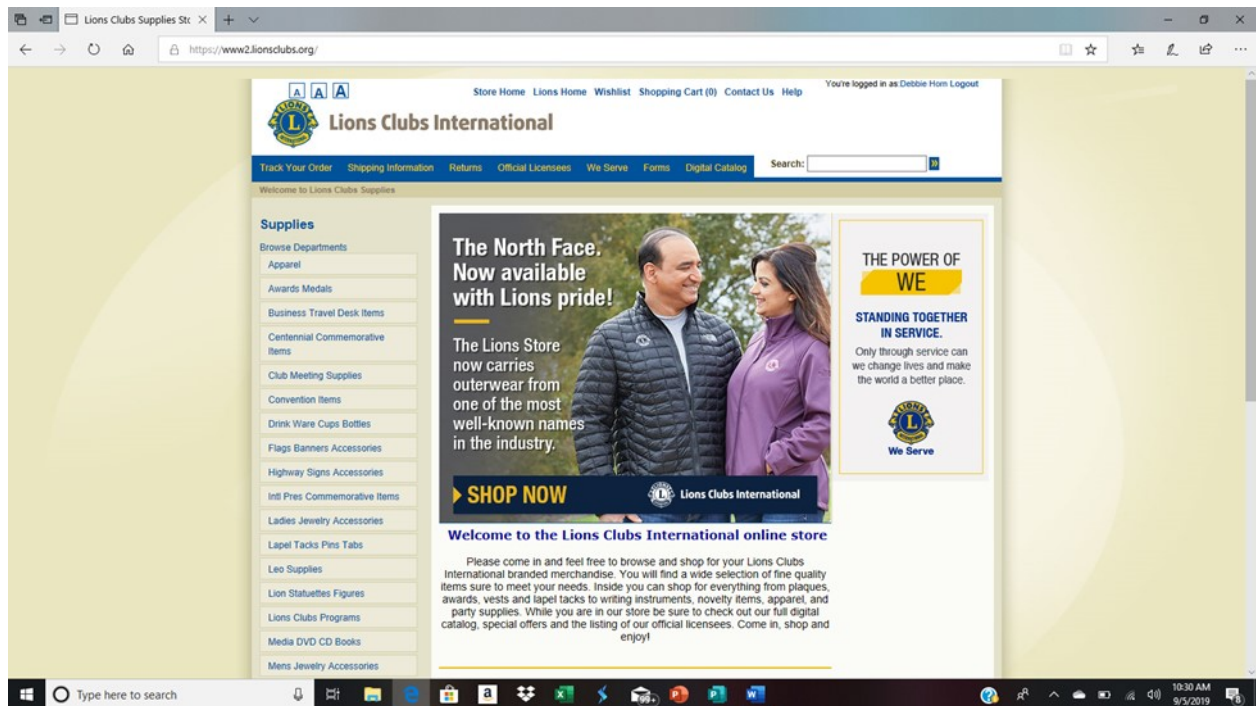 Lions Clubs Supplies Sto
https://www2.lionsclubs.org/
A A A
Store Home Lions Home Wishlist Shopping Cart (0) Contact Us Help
You're logged in as:Debbie Horn Logout
LIONS
L
INTERNATIONAL
Lions Clubs International
Track Your Order Shipping Information Returns Official Licensees We Serve Forms Digital Catalog
Search:
Welcome to Lions Clubs Supplies
Supplies
Browse Departments
Apparel
Awards Medals
Business Travel Desk Items
Centennial Commemorative
Items
Club Meeting Supplies
Convention Items
Drink Ware Cups Bottles
Flags Banners Accessories
Highway Signs Accessories
Intl Pres Commemorative Items
Ladies Jewelry Accessories
Lapel Tacks Pins Tabs
Leo Supplies
Lion Statuettes Figures
Lions Clubs Programs
Media DVD CD Books
Mens Jewelry Accessories
The North Face.
Now available
with Lions pride!
The Lions Store
now carries
outerwear from
one of the most
well-known names
in the industry.
SHOP NOW
LIONS
L
Lions Clubs International
THE POWER OF
WE
STANDING TOGETHER
IN SERVICE.
Only through service can
we change lives and make
the world a better place.
LIONS
L
INTERNATIONAL
We Serve
Welcome to the Lions Clubs International online store
Please come in and feel free to browse and shop for your Lions Clubs
International branded merchandise. You will find a wide selection of fine quality
items sure to meet your needs. Inside you can shop for everything from plaques,
awards, vests and lapel tacks to writing instruments, novelty items, apparel, and
party supplies. While you are in our store be sure to check out our full digital
catalog, special offers and the listing of our official licensees. Come in, shop and
enjoy!
Type here to search
a
99+
10:30 AM
9/5/2019
8